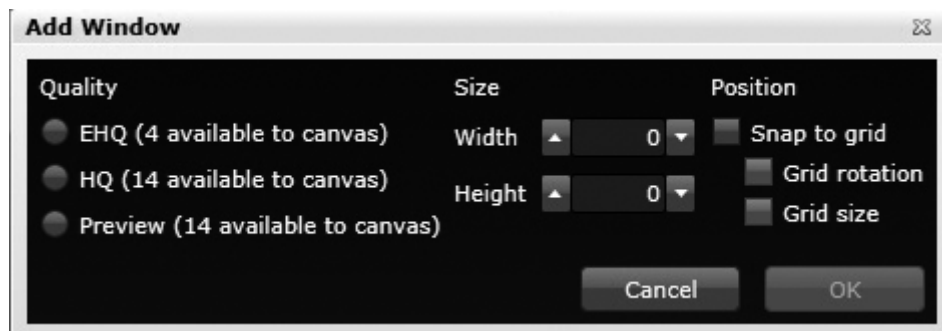 Add Window
Quality
EHQ (4 available to canvas)
HQ (14 available to canvas)
Preview (14 available to canvas)
Size
Width 0
Height 0
Position
Snap to grid
Grid rotation
Grid size
Cancel
OK